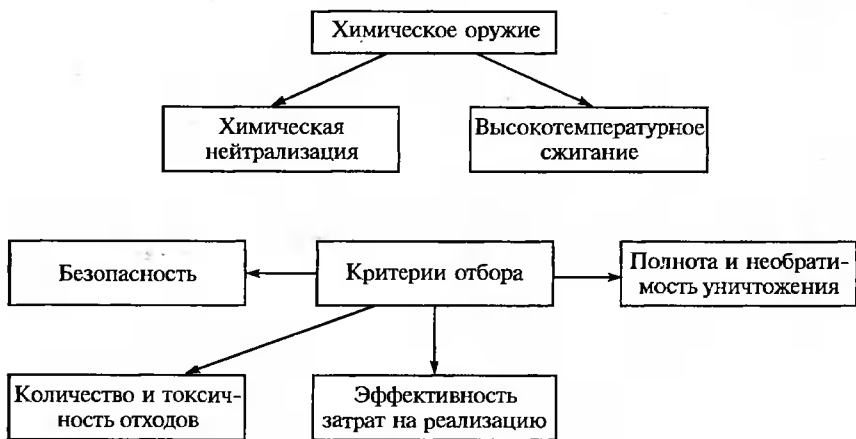 Химическое оружие
Химическая
нейтрализация
Высокотемпературное
сжигание
Безопасность
Критерии отбора
Полнота и необрати-
мость уничтожения
Количество и токсич-
ность отходов
Эффективность
затрат на реализацию